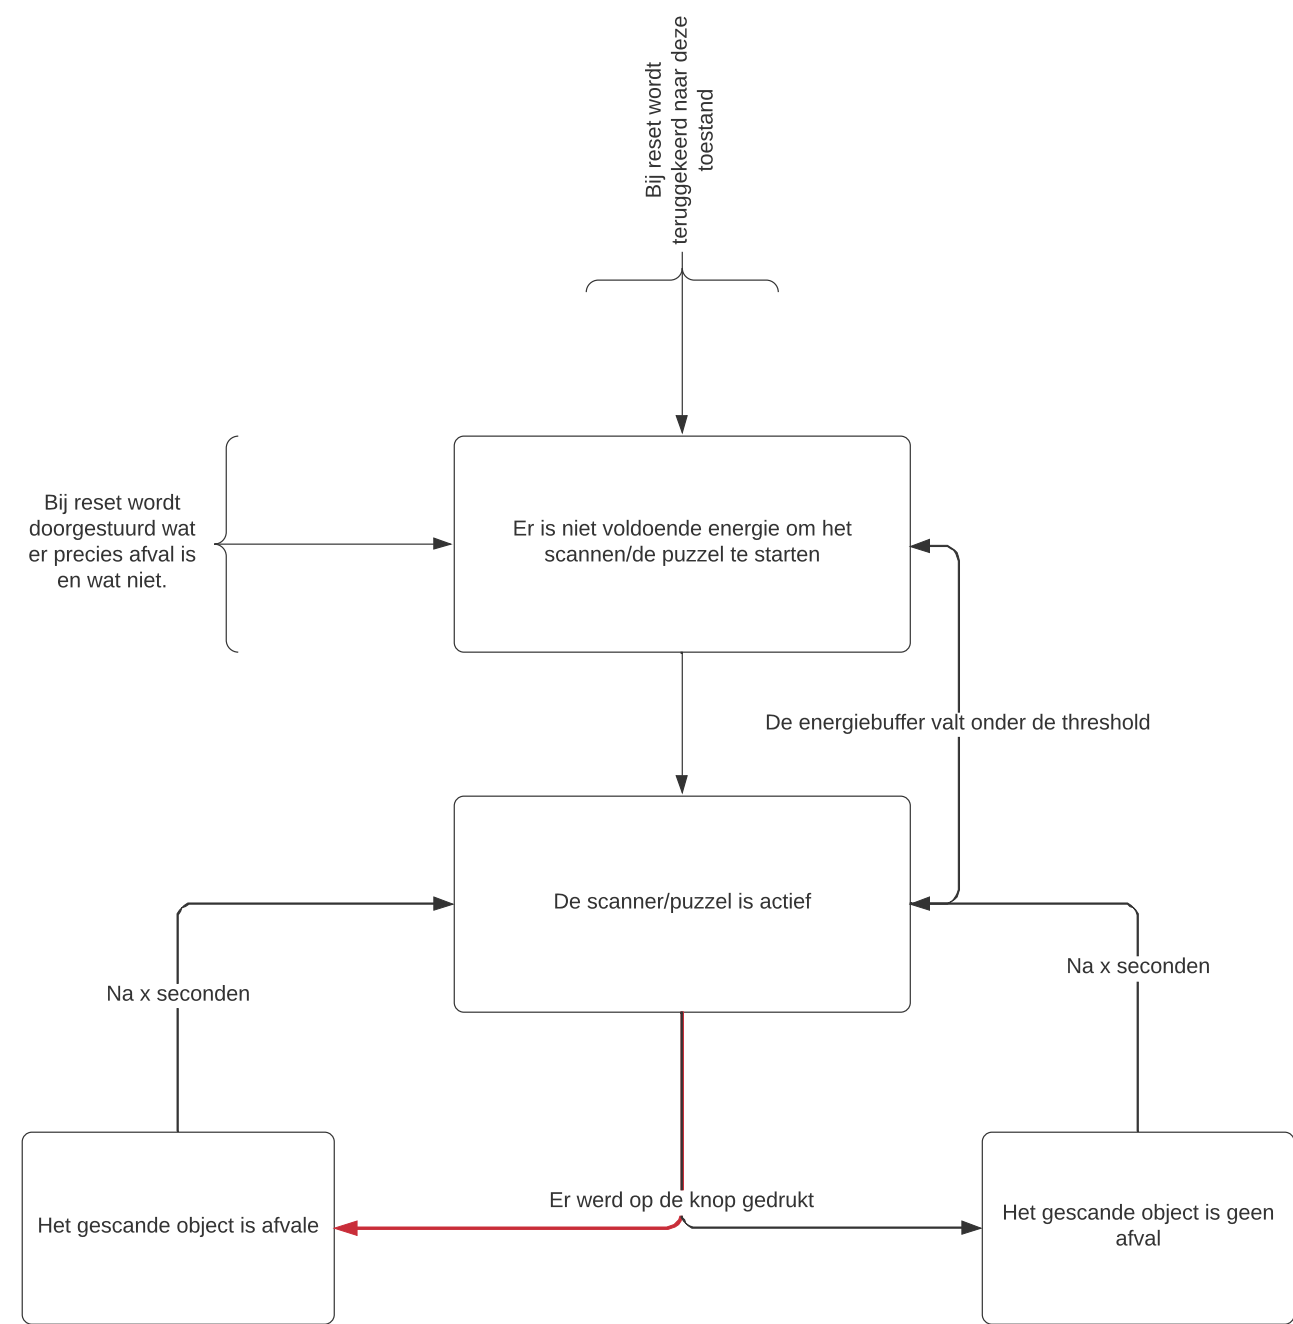 Bij reset wordt
teruggekeerd naar deze
toestand
Bij reset wordt
doorgestuurd wat
er precies afval is
en wat niet.
Er is niet voldoende energie om het
scannen/de puzzel te starten
De energiebuffer valt onder de threshold
De scanner/puzzel is actief
Na x seconden
Na x seconden
Er werd op de knop gedrukt
Het gescande object is afvale
Het gescande object is geen
afval